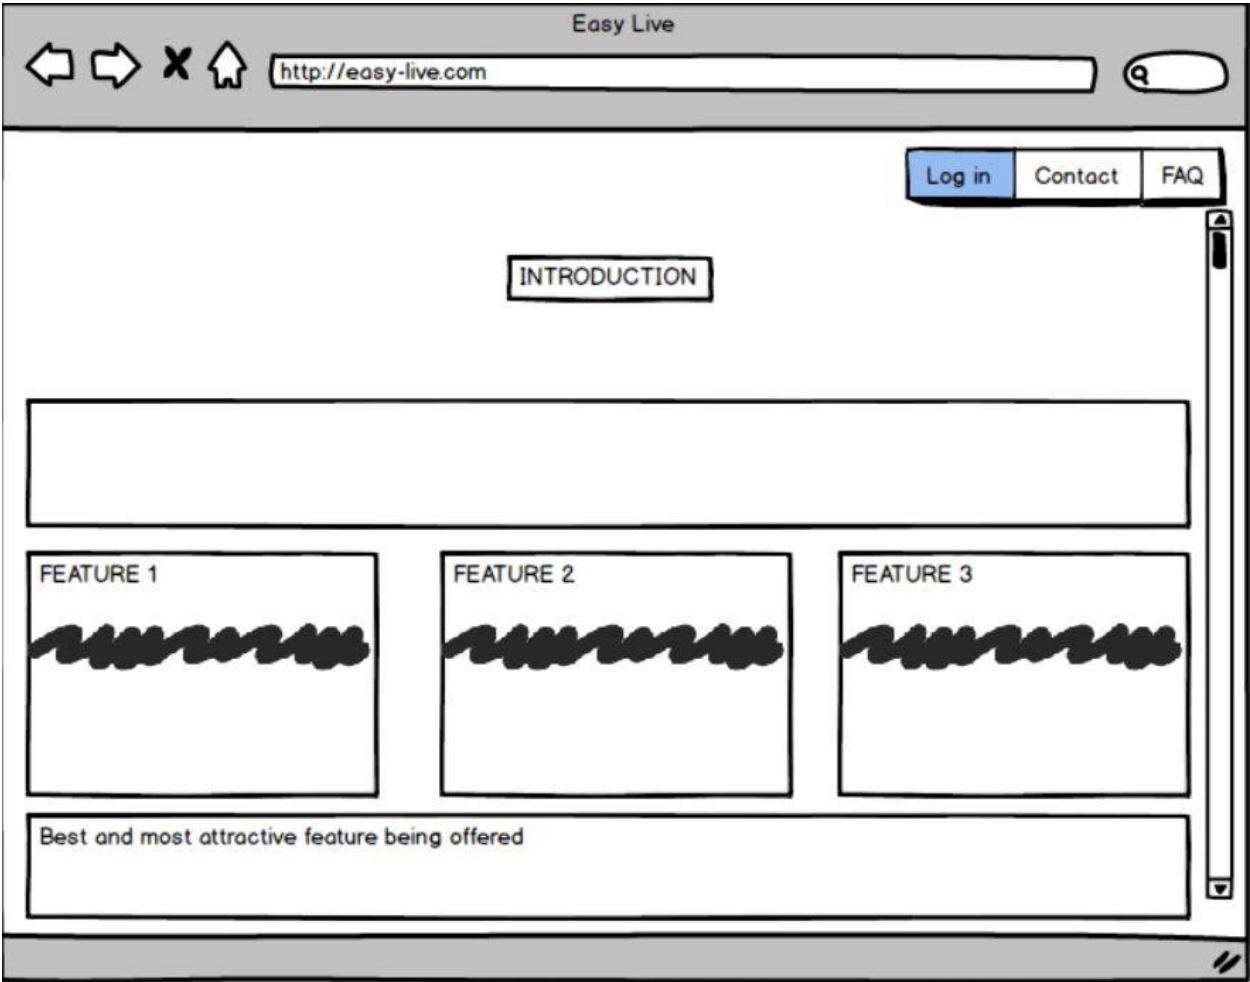 Easy Live
http://easy-live.com
Log in Contact FAQ
INTRODUCTION
FEATURE 1 FEATURE 2 FEATURE 3
Best and most attractive feature being offered